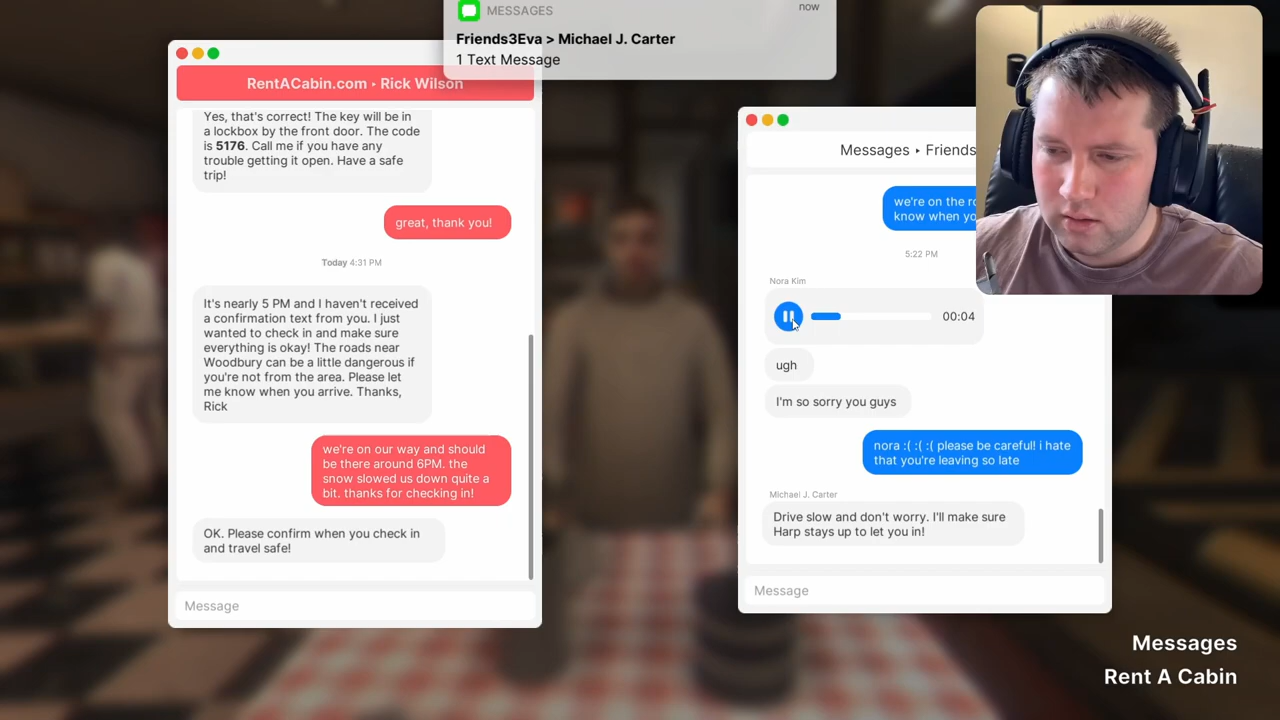 MESSAGES
now
Friends3Eva > Michael J. Carter
1 Text Message
RentACabin.com ‣ Rick Wilson
Yes, that's correct! The key will be in
a lockbox by the front door. The code
is 5176. Call me if you have any
trouble getting it open. Have a safe
trip!
great, thank you!
Today 4:31 PM
It's nearly 5 PM and I haven't received
a confirmation text from you. I just
wanted to check in and make sure
everything is okay! The roads near
Woodbury can be a little dangerous if
you're not from the area. Please let
me know when you arrive. Thanks,
Rick
we're on our way and should
be there around 6PM. the
snow slowed us down quite a
bit. thanks for checking in!
OK. Please confirm when you check in
and travel safe!
Message
Messages ‣ Friends
we're on the ro
know when yo
5:22 PM
Nora Kim
00:04
ugh
I'm so sorry you guys
nora :( :( :( please be careful! i hate
that you're leaving so late
Michael J. Carter
Drive slow and don't worry. I'll make sure
Harp stays up to let you in!
Message
Messages
Rent A Cabin